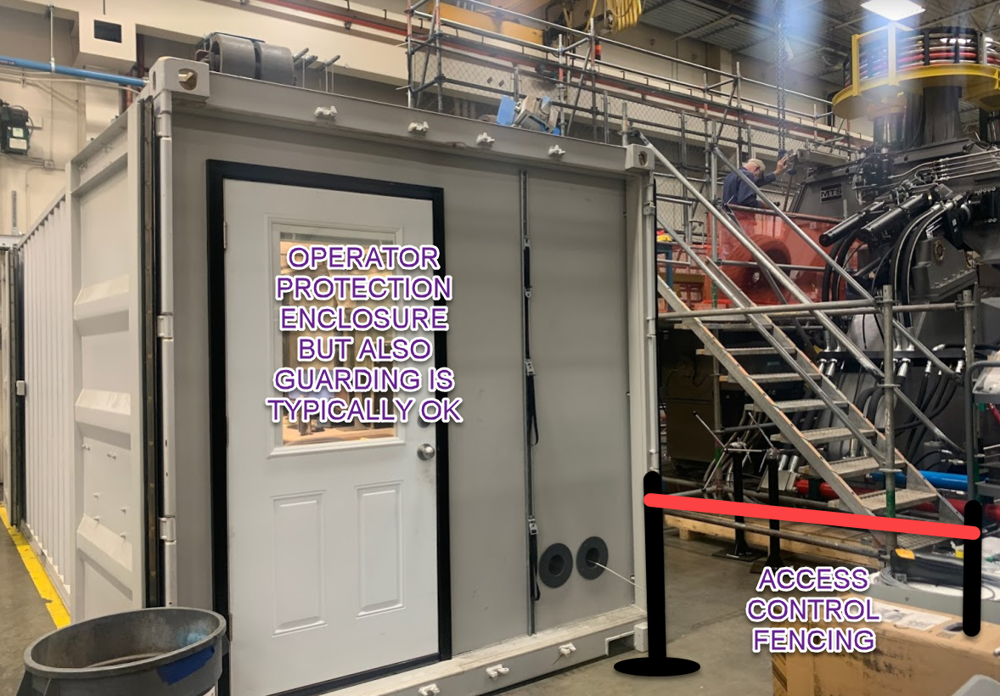 OPERATOR
PROTECTION
ENCLOSURE
BUT ALSO
GUARDING IS
TYPICALLY OK
MTS
ACCESS
CONTROL
FENCING